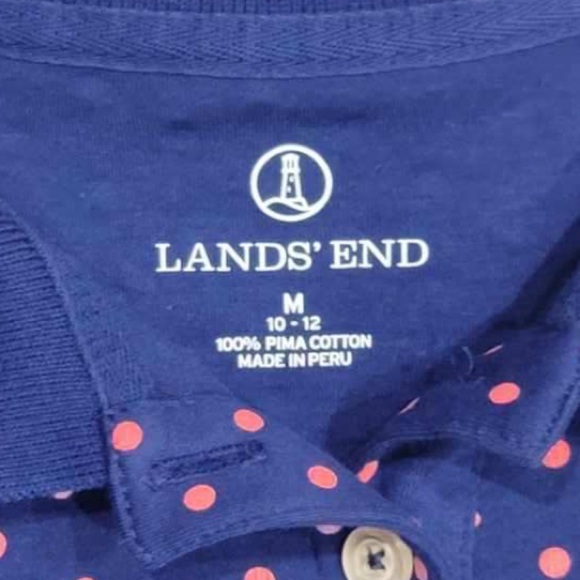 LANDS' END
M
10 - 12
100% PIMA COTTON
MADE IN PERU